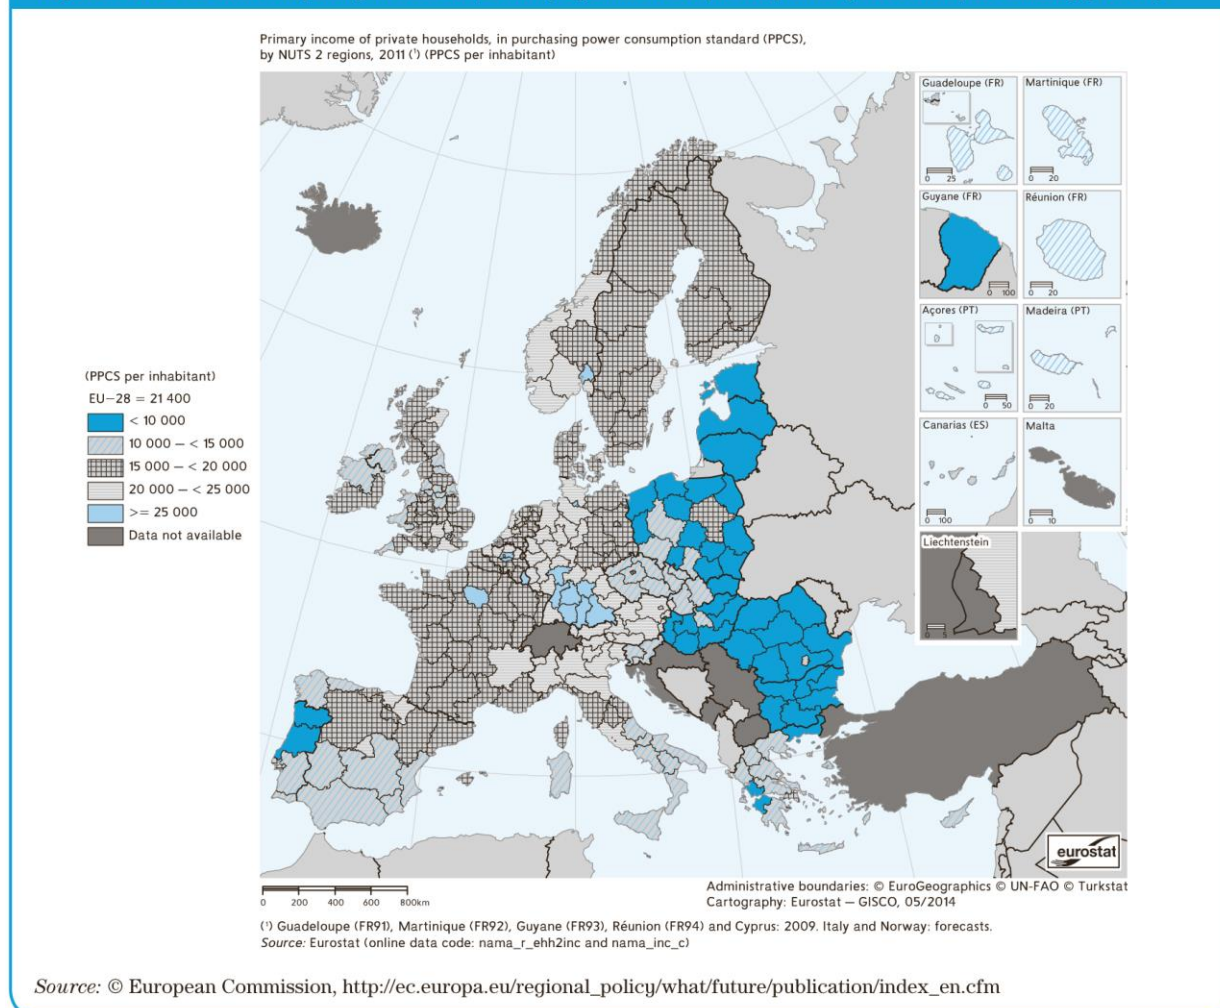 Primary income of private households, in purchasing power consumption standard (PPCS),
by NUTS 2 regions, 2011 (¹) (PPCS per inhabitant)
(PPCS per inhabitant)
EU–28 = 21 400
< 10 000
10 000 – < 15 000
15 000 – < 20 000
20 000 – < 25 000
>= 25 000
Data not available
Guadeloupe (FR)
0 25
Martinique (FR)
0 20
Guyane (FR)
0 100
Réunion (FR)
0 20
Açores (PT)
0 50
Madeira (PT)
0 20
Canarias (ES)
0 100
Malta
0 10
Liechtenstein
0 5
eurostat
0 200 400 600 800km
Administrative boundaries: © EuroGeographics © UN-FAO © Turkstat
Cartography: Eurostat — GISCO, 05/2014
(¹) Guadeloupe (FR91), Martinique (FR92), Guyane (FR93), Réunion (FR94) and Cyprus: 2009. Italy and Norway: forecasts.
Source: Eurostat (online data code: nama_r_ehh2inc and nama_inc_c)
Source: © European Commission, http://ec.europa.eu/regional_policy/what/future/publication/index_en.cfm